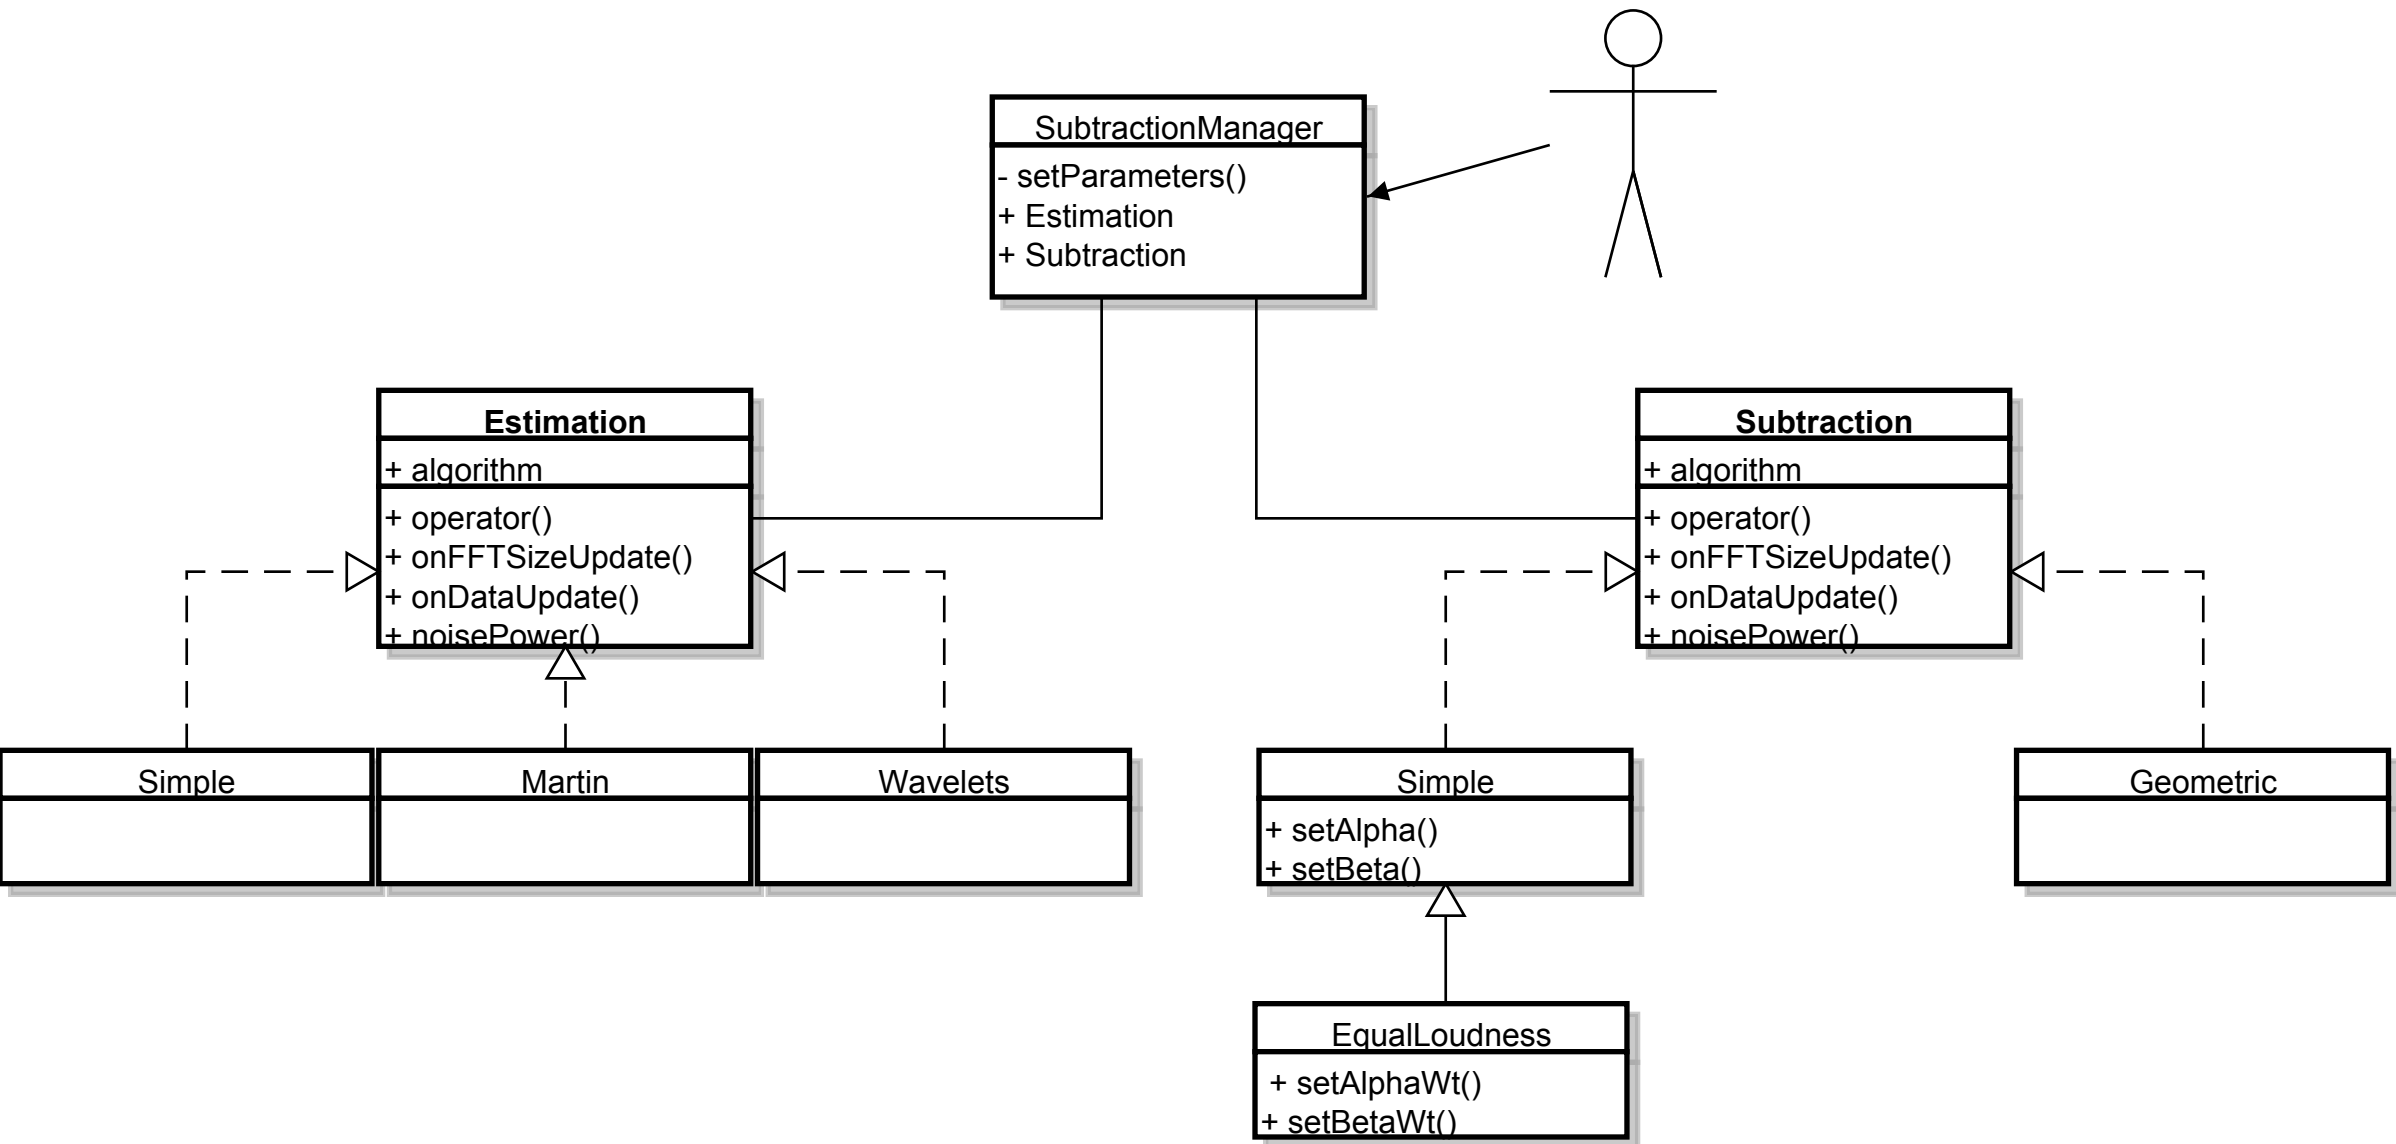 SubtractionManager
- setParameters()
+ Estimation
+ Subtraction
Estimation
+ algorithm
+ operator()
+ onFFTSizeUpdate()
+ onDataUpdate()
+ noisePower()
Subtraction
+ algorithm
+ operator()
+ onFFTSizeUpdate()
+ onDataUpdate()
+ noisePower()
Simple
Martin
Wavelets
Simple
+ setAlpha()
+ setBeta()
Geometric
EqualLoudness
+ setAlphaWt()
+ setBetaWt()